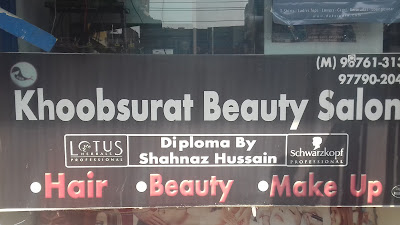 (M) 98761-313
97790-204
Khoobsurat Beauty Salon
LOTUS HERBALS PROFESSIONAL
Diploma By
Shahnaz Hussain
Schwarzkopf
PROFESSIONAL
•Hair •Beauty •Make Up